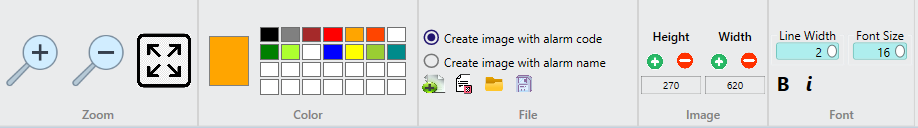 Zoom
Color
Create image with alarm code
Create image with alarm name
File
Height Width
270 620
Image
Line Width Font Size
2 16
B i
Font